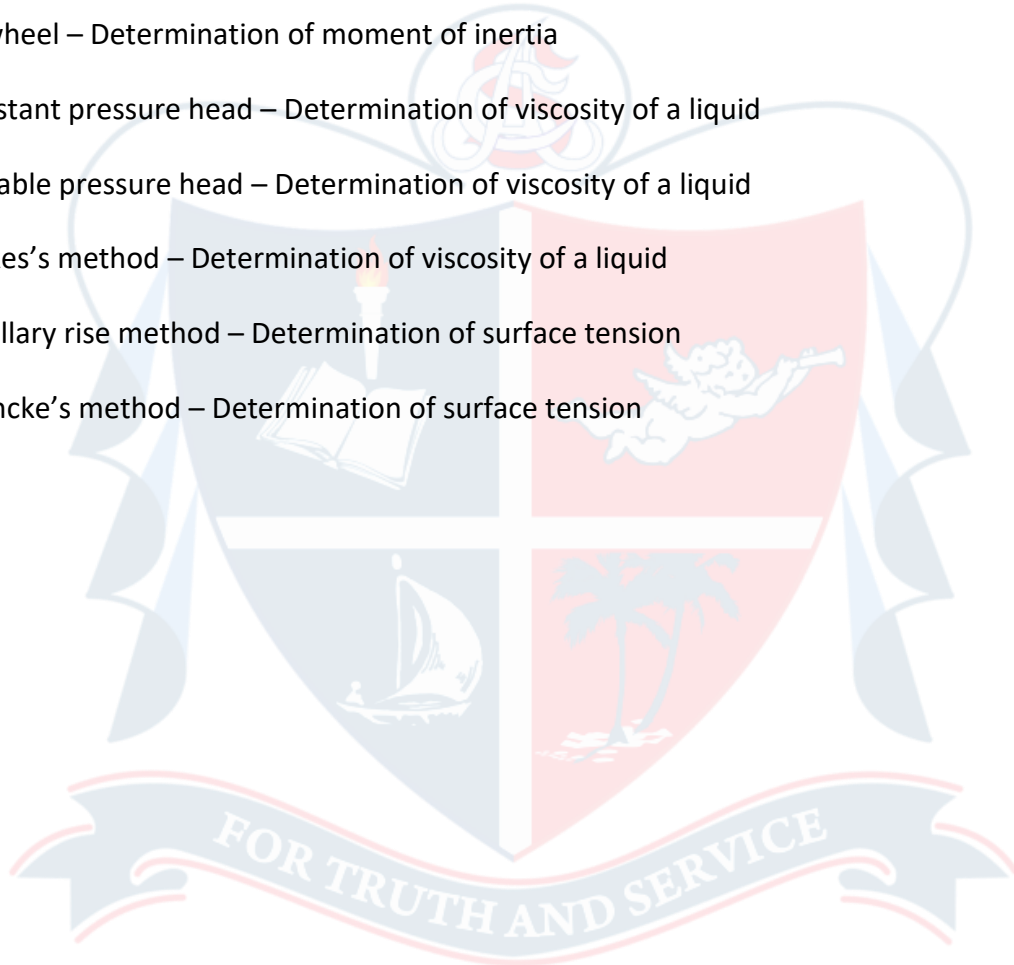 wheel – Determination of moment of inertia
stant pressure head – Determination of viscosity of a liquid
able pressure head – Determination of viscosity of a liquid
es’s method – Determination of viscosity of a liquid
llary rise method – Determination of surface tension
ncke’s method – Determination of surface tension
FOR TRUTH AND SERVICE